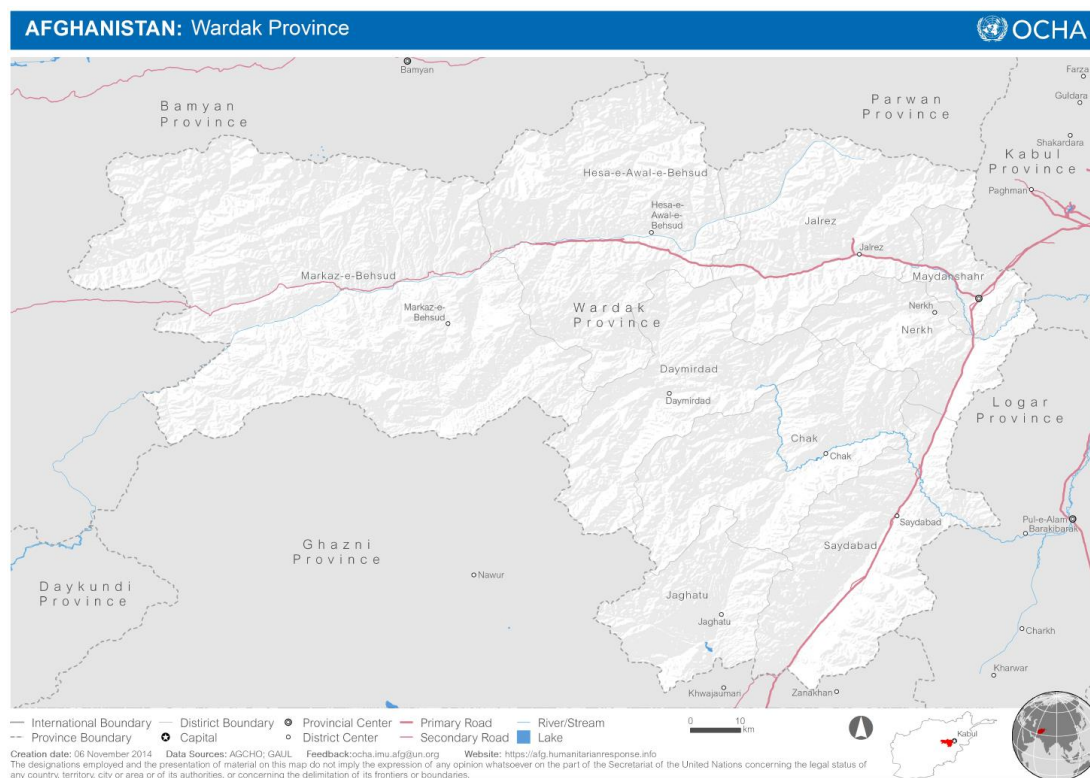 AFGHANISTAN: Wardak Province
OCHA
Bamyan
Farza
Guldara
Bamyan
Province
Parwan
Province
Shakardara
Kabul
Province
Hesa-e-Awal-e-Behsud
Paghman
Hesa-e-
Awal-e-
Behsud
Jalrez
Jalrez
Markaz-e-Behsud
Maydanshahr
Markaz-e-
Behsud
Wardak
Province
Nerkh
Nerkh
Daymirdad
Daymirdad
Logar
Province
Chak
Chak
Saydabad
Pul-e-Alam
Barakibarak
Ghazni
Province
Saydabad
Nawur
Daykundi
Province
Jaghatu
Jaghatu
Charkh
Kharwar
Khwajaumari
Zanakhan
International Boundary
Distirict Boundary
Provincial Center
Primary Road
River/Stream
0 10
km
Province Boundary
Capital
District Center
Secondary Road
Lake
Kabul
Creation date: 06 November 2014 Data Sources: AGCHO; GAUL Feedback:ocha.imu.afg@un.org Website: https://afg.humanitarianresponse.info
The designations employed and the presentation of material on this map do not imply the expression of any opinion whatsoever on the part of the Secretariat of the United Nations concerning the legal status of
any country, territory, city or area or of its authorities, or concerning the delimitation of its frontiers or boundaries.